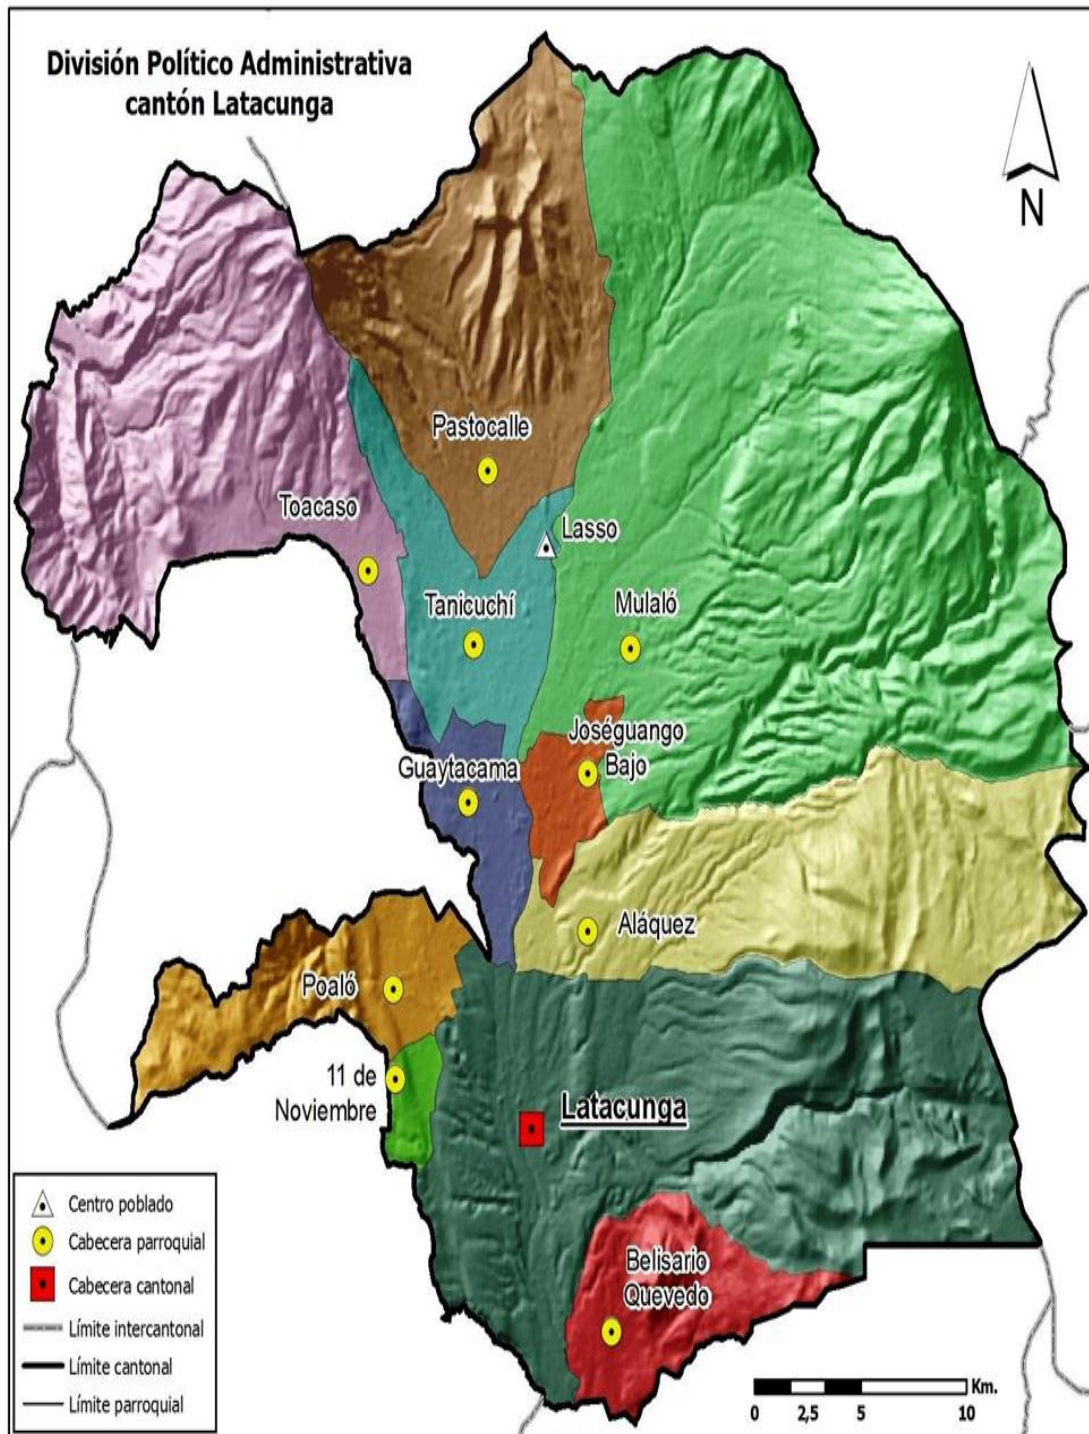 División Político Administrativa
cantón Latacunga
N
Pastocalle
Toacaso
Lasso
Tanicuchí
Mulaló
Joséguango
Bajo
Guaytacama
Aláquez
Poaló
11 de
Noviembre
Latacunga
Belisario
Quevedo
Centro poblado
Cabecera parroquial
Cabecera cantonal
Límite intercantonal
Límite cantonal
Límite parroquial
Km.
0 2,5 5 10